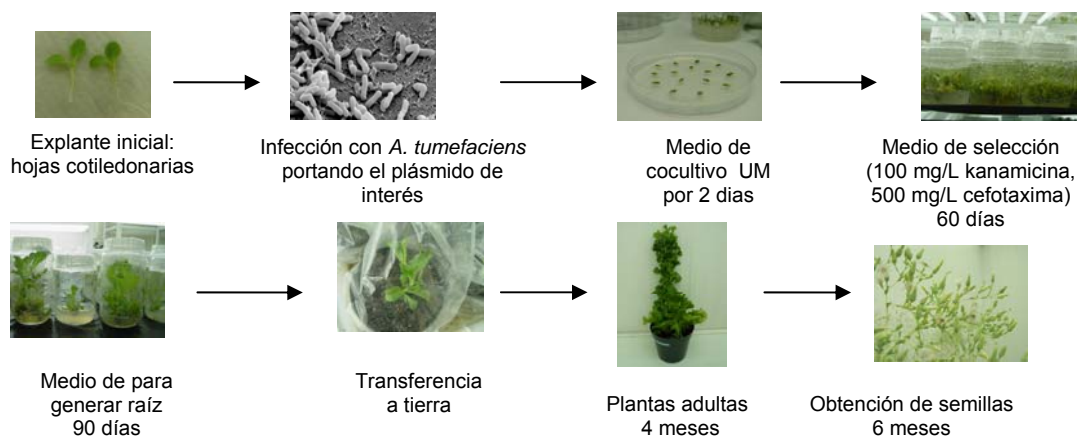 Explante inicial:
hojas cotiledonarias
Infección con A. tumefaciens
portando el plásmido de
interés
Medio de
cocultivo UM
por 2 dias
Medio de selección
(100 mg/L kanamicina,
500 mg/L cefotaxima)
60 días
Medio de para
generar raíz
90 días
Transferencia
a tierra
Plantas adultas
4 meses
Obtención de semillas
6 meses